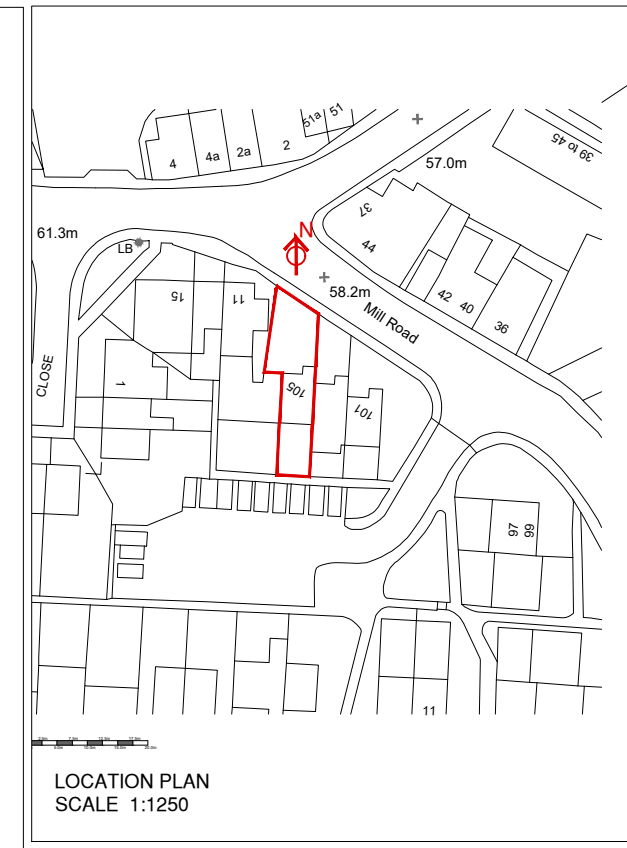 51a
51
4
4a
2a
2
39 to 45
57.0m
37
44
61.3m
LB
N
58.2m
Mill Road
42
40
36
15
11
CLOSE
1
105
101
97
99
11
LOCATION PLAN
SCALE 1:1250